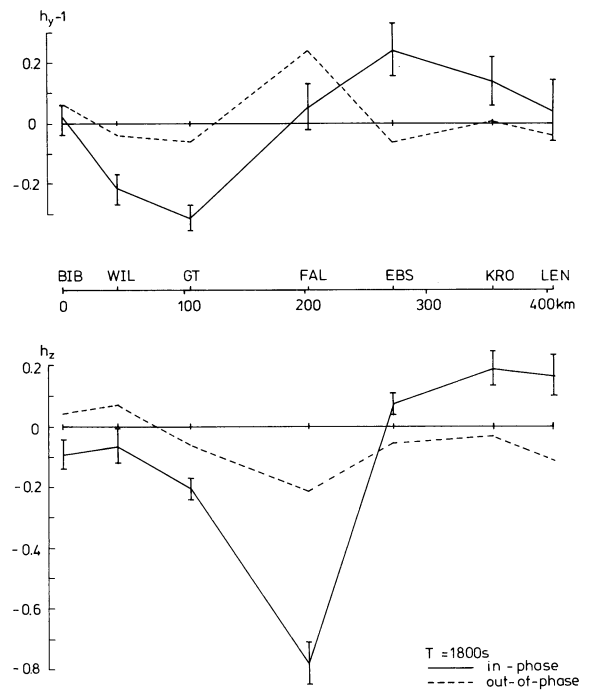 hy-1
0.2
0
-0.2
BIB WIL GT FAL EBS KRO LEN
0 100 200 300 400km
hz
0.2
0
-0.2
-0.4
-0.6
-0.8
T =1800s
in-phase
out-of-phase